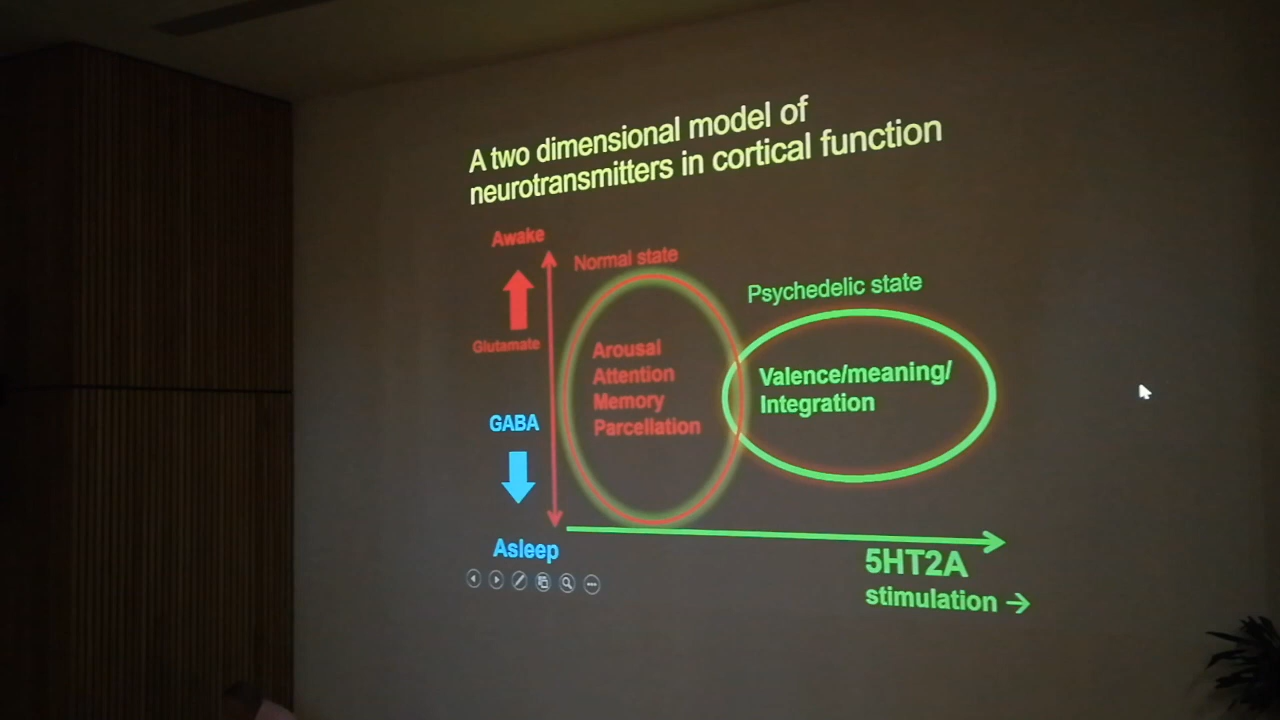 A two dimensional model of
neurotransmitters in cortical function
Awake
Normal state
Psychedelic state
Glutamate
Arousal
Attention
Memory
Parcellation
Valence/meaning/
Integration
GABA
Asleep
5HT2A
stimulation →